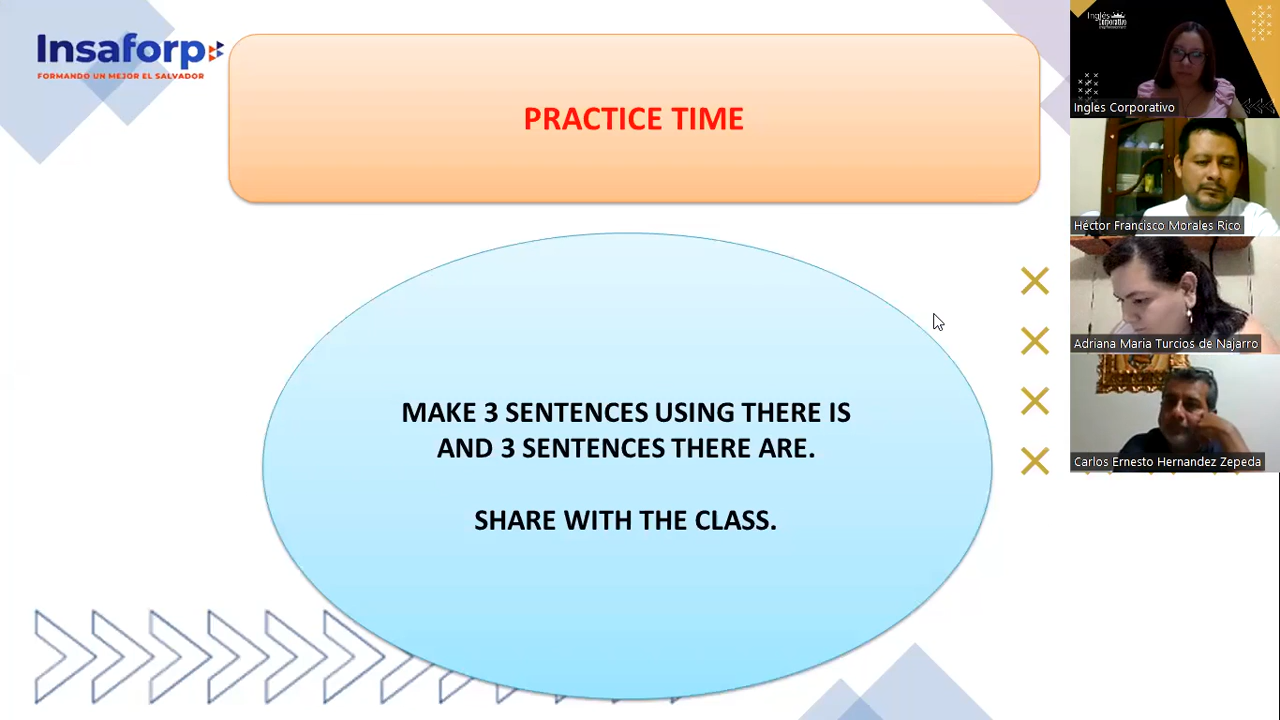 Insaforp
FORMANDO UN MEJOR EL SALVADOR
PRACTICE TIME
MAKE 3 SENTENCES USING THERE IS
AND 3 SENTENCES THERE ARE.
SHARE WITH THE CLASS.
Inglés
Corporativo
Ingles Corporativo
Héctor Francisco Morales Rico
Adriana Maria Turcios de Najarro
Carlos Ernesto Hernandez Zepeda